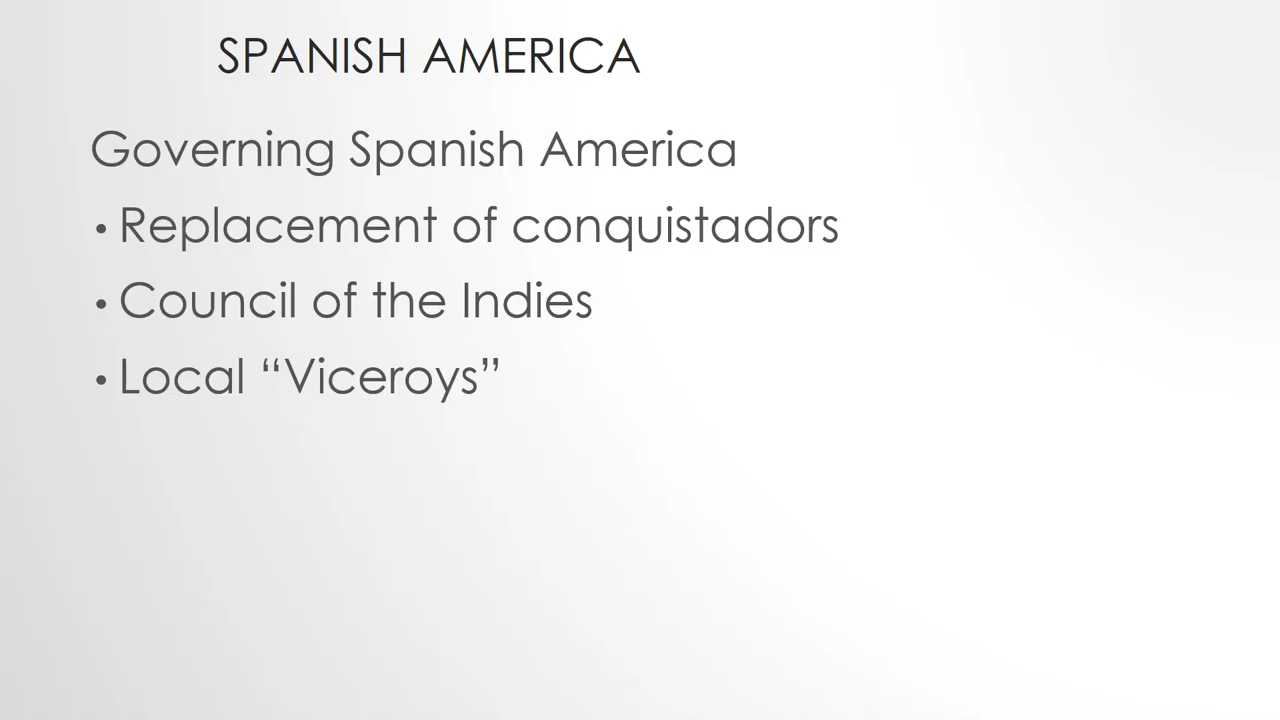 SPANISH AMERICA
Governing Spanish America
• Replacement of conquistadors
• Council of the Indies
• Local “Viceroys”